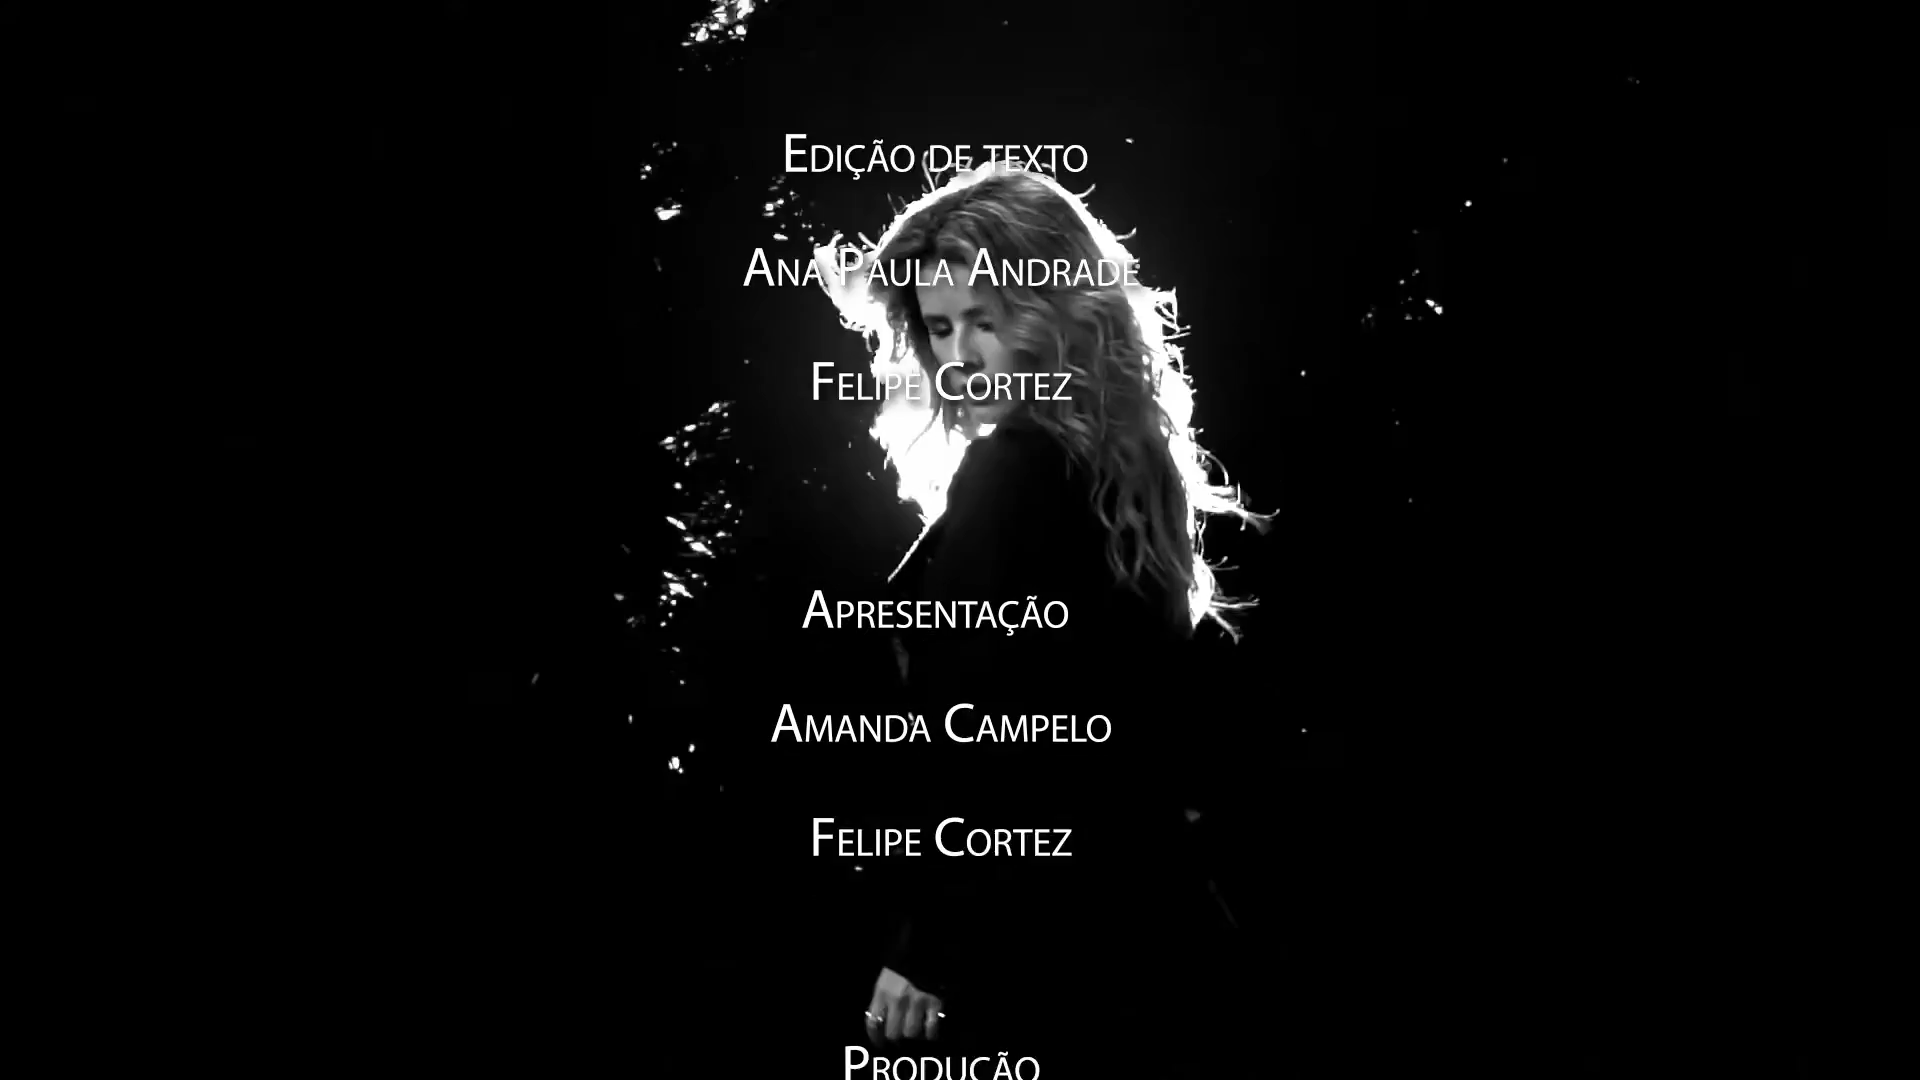 Edição de texto
Ana Paula Andrade
Felipe Cortez
Apresentação
Amanda Campelo
Felipe Cortez
Produção